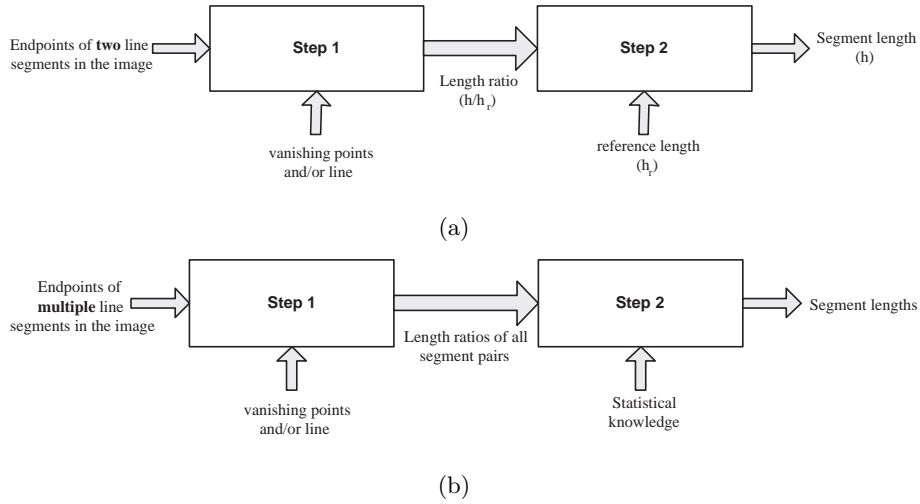 Endpoints of two line
segments in the image
Step 1
vanishing points
and/or line
Length ratio
(h/hr)
Step 2
reference length
(hr)
Segment length
(h)
(a)
Endpoints of
multiple line
segments in the image
Step 1
vanishing points
and/or line
Length ratios of all
segment pairs
Step 2
Statistical
knowledge
Segment lengths
(b)